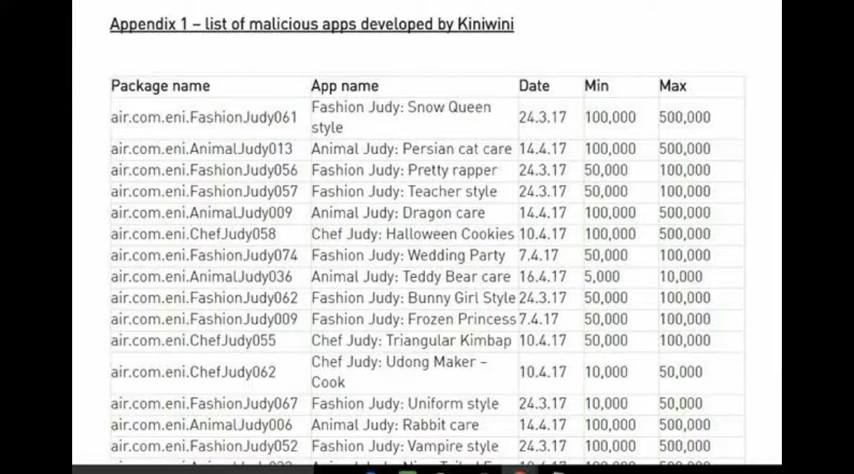 Appendix 1 – list of malicious apps developed by Kiniwini
Package name App name Date Min Max
air.com.eni.FashionJudy061 Fashion Judy: Snow Queen style 24.3.17 100,000 500,000
air.com.eni.AnimalJudy013 Animal Judy: Persian cat care 14.4.17 100,000 500,000
air.com.eni.FashionJudy056 Fashion Judy: Pretty rapper 24.3.17 50,000 100,000
air.com.eni.FashionJudy057 Fashion Judy: Teacher style 24.3.17 50,000 100,000
air.com.eni.AnimalJudy009 Animal Judy: Dragon care 14.4.17 100,000 500,000
air.com.eni.ChefJudy058 Chef Judy: Halloween Cookies 10.4.17 100,000 500,000
air.com.eni.FashionJudy074 Fashion Judy: Wedding Party 7.4.17 50,000 100,000
air.com.eni.AnimalJudy036 Animal Judy: Teddy Bear care 16.4.17 5,000 10,000
air.com.eni.FashionJudy062 Fashion Judy: Bunny Girl Style 24.3.17 50,000 100,000
air.com.eni.FashionJudy009 Fashion Judy: Frozen Princess 7.4.17 50,000 100,000
air.com.eni.ChefJudy055 Chef Judy: Triangular Kimbap 10.4.17 50,000 100,000
air.com.eni.ChefJudy062 Chef Judy: Udong Maker – Cook 10.4.17 10,000 50,000
air.com.eni.FashionJudy067 Fashion Judy: Uniform style 24.3.17 10,000 50,000
air.com.eni.AnimalJudy006 Animal Judy: Rabbit care 14.4.17 100,000 500,000
air.com.eni.FashionJudy052 Fashion Judy: Vampire style 24.3.17 100,000 500,000